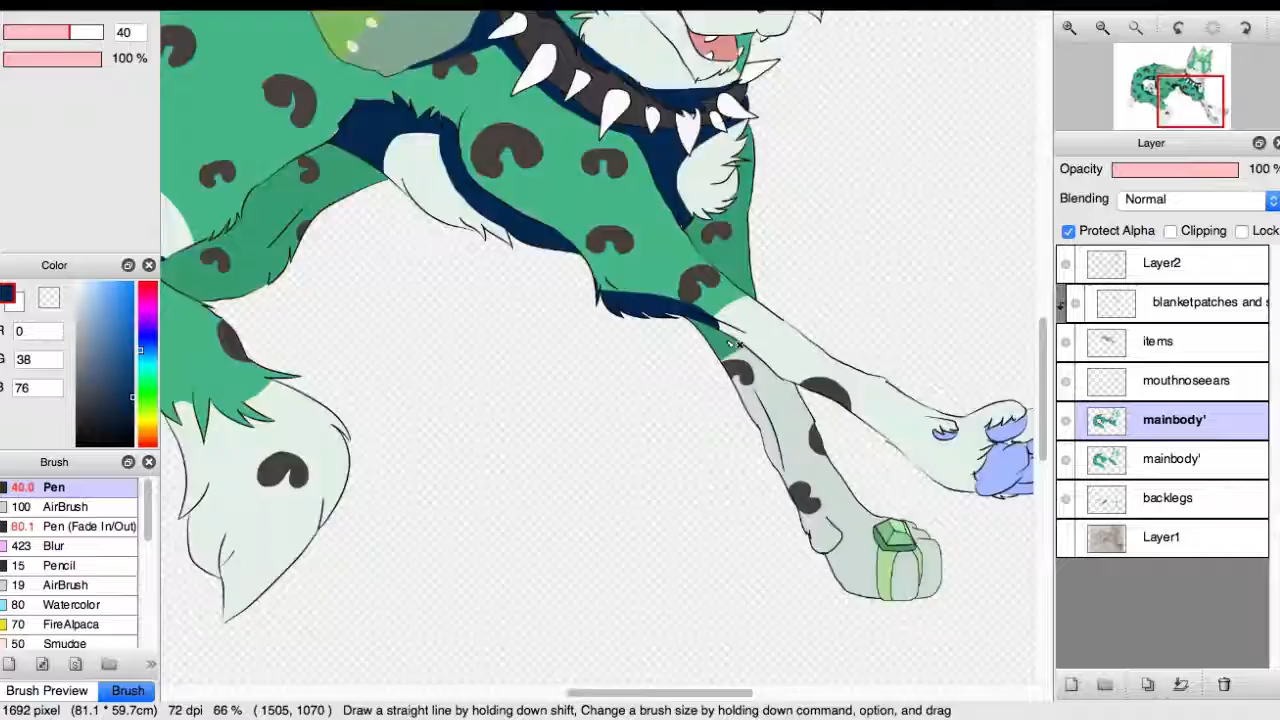 40
100 %
Layer
Opacity 100 %
Blending Normal
Protect Alpha Clipping Lock
Layer2
blanketpatches and s
items
mouthnoseears
mainbody'
mainbody'
backlegs
Layer1
Color
R 0
G 38
B 76
Brush
40.0 Pen
100 AirBrush
80.1 Pen (Fade In/Out)
423 Blur
15 Pencil
19 AirBrush
80 Watercolor
70 FireAlpaca
50 Smudge
Brush Preview Brush
1692 pixel (81.1 * 59.7cm) 72 dpi 66 % ( 1505, 1070 ) Draw a straight line by holding down shift, Change a brush size by holding down command, option, and drag